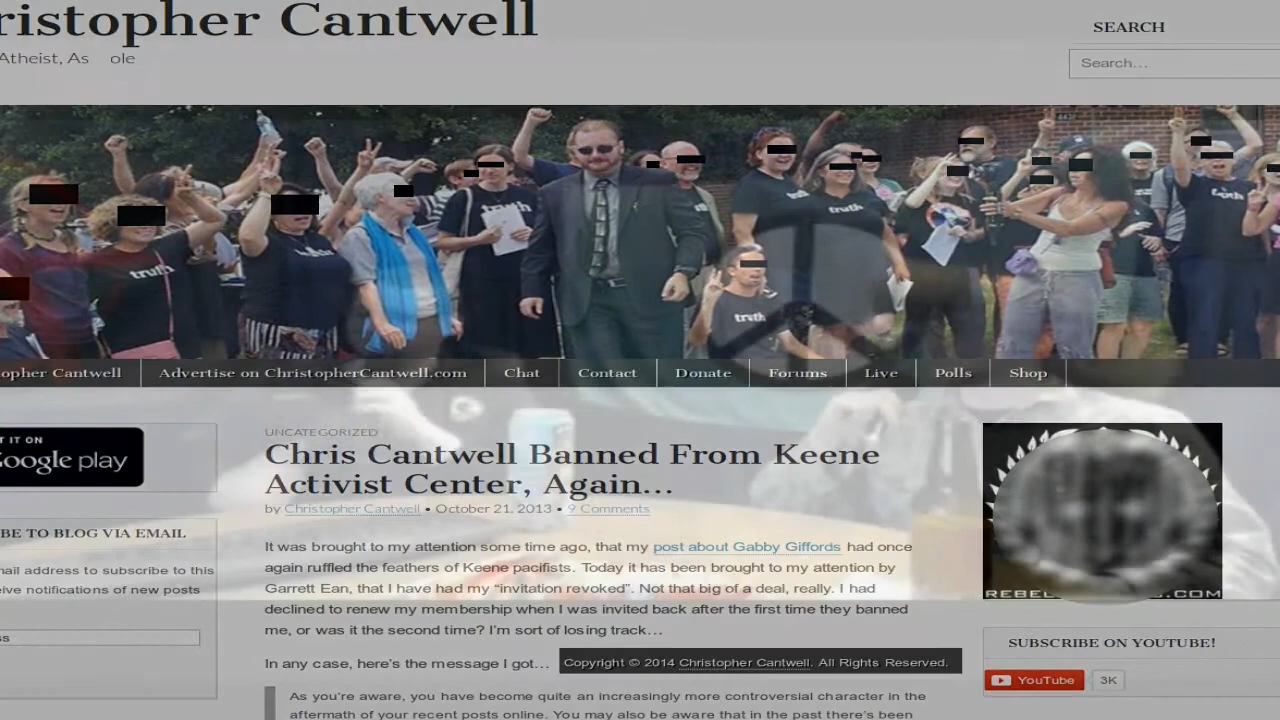 ristopher Cantwell
Atheist, As ole
SEARCH
Search...
truth
truth
truth
truth
opher Cantwell
Advertise on ChristopherCantwell.com
Chat
Contact
Donate
Forums
Live
Polls
Shop
T IT ON
Google play
BE TO BLOG VIA EMAIL
ail address to subscribe to this
ive notifications of new posts
ss
UNCATEGORIZED
Chris Cantwell Banned From Keene
Activist Center, Again...
by Christopher Cantwell • October 21. 2013 • 9 Comments
It was brought to my attention some time ago, that my post about Gabby Giffords had once
again ruffled the feathers of Keene pacifists. Today it has been brought to my attention by
Garrett Ean, that I have had my “invitation revoked”. Not that big of a deal, really. I had
declined to renew my membership when I was invited back after the first time they banned
me, or was it the second time? I'm sort of losing track...
In any case, here's the message I got...
Copyright © 2014 Christopher Cantwell. All Rights Reserved.
As you're aware, you have become quite an increasingly more controversial character in the
aftermath of your recent posts online. You may also be aware that in the past there's been
SUBSCRIBE ON YOUTUBE!
YouTube
3K